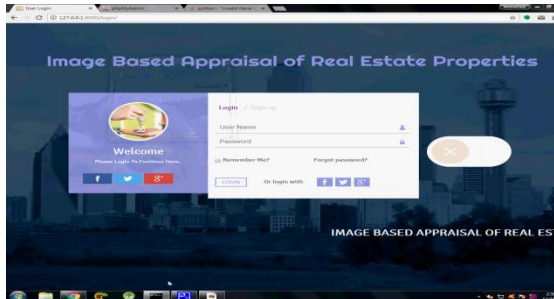 User Login
phpMyAdmin
127.0.0.1:8000/login/
Image Based Appraisal of Real Estate Properties
Login / Sign up
User Name
Password
Welcome
Please Login To Continue Here..
Remember Me?
Forgot password?
LOGIN
Or login with
IMAGE BASED APPRAISAL OF REAL ES